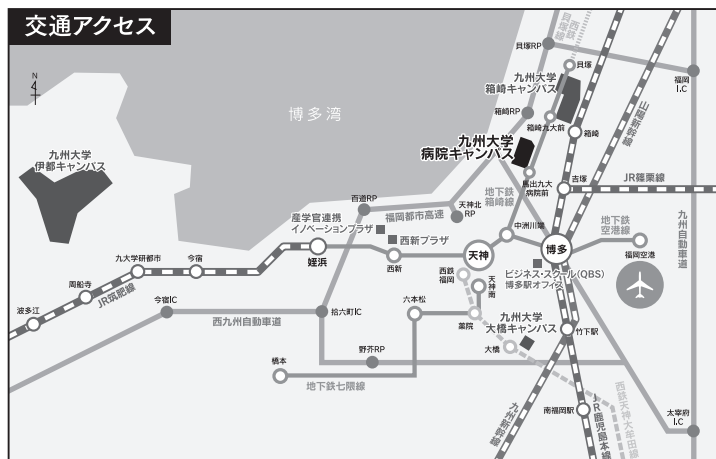 交通アクセス
N
博多湾
西鉄
貝塚線
貝塚RP
貝塚
福岡
I.C
九州大学
箱崎キャンパス
箱崎RP
箱崎九大前
箱崎
山陽新幹線
九州大学
病院キャンパス
九州大学
伊都キャンパス
馬出九大
病院前
吉塚
JR篠栗線
地下鉄
箱崎線
百道RP
天神北
RP
福岡都市高速
産学官連携
イノベーションプラザ
西新プラザ
中洲川端
地下鉄
空港線
九州自動車道
姪浜
西新
天神
博多
福岡空港
九大学研都市
今宿
西鉄
福岡
天神
南
ビジネス・スクール(QBS)
博多駅オフィス
周船寺
波多江
JR筑肥線
今宿IC
西九州自動車道
拾六町IC
六本松
薬院
九州大学
大橋キャンパス
竹下駅
大橋
野芥RP
橋本
地下鉄七隈線
九州新幹線
南福岡駅
JR鹿児島本線
西鉄天神大牟田線
太宰府
I.C